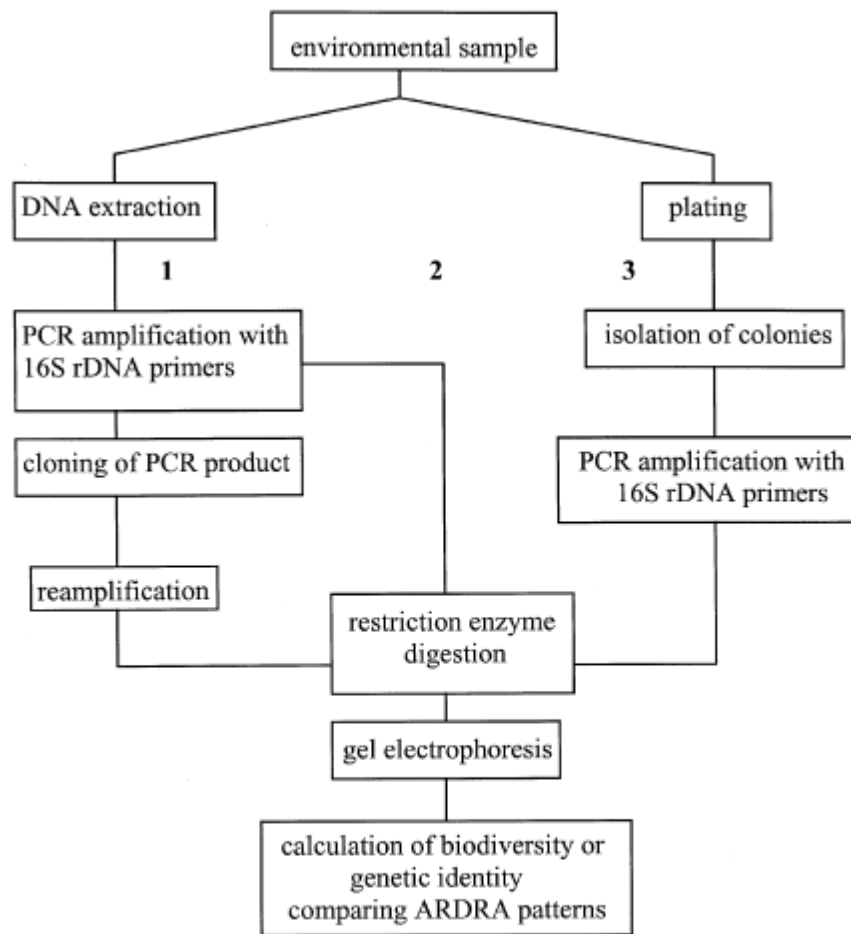 environmental sample
DNA extraction
plating
1
2
3
PCR amplification with
16S rDNA primers
isolation of colonies
cloning of PCR product
PCR amplification with
16S rDNA primers
reamplification
restriction enzyme
digestion
gel electrophoresis
calculation of biodiversity or
genetic identity
comparing ARDRA patterns